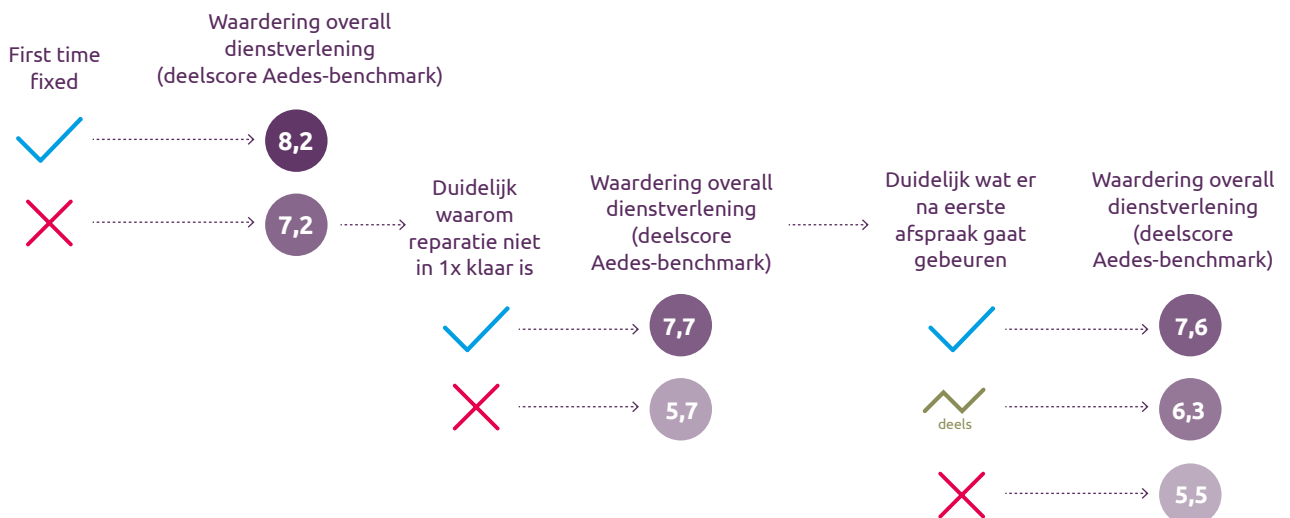 First time
fixed
Waardering overall
dienstverlening
(deelscore Aedes-benchmark)
8,2
7,2
Duidelijk
waarom
reparatie niet
in 1x klaar is
Waardering overall
dienstverlening
(deelscore
Aedes-benchmark)
7,7
5,7
Duidelijk wat er
na eerste
afspraak gaat
gebeuren
Waardering overall
dienstverlening
(deelscore
Aedes-benchmark)
7,6
deels
6,3
5,5